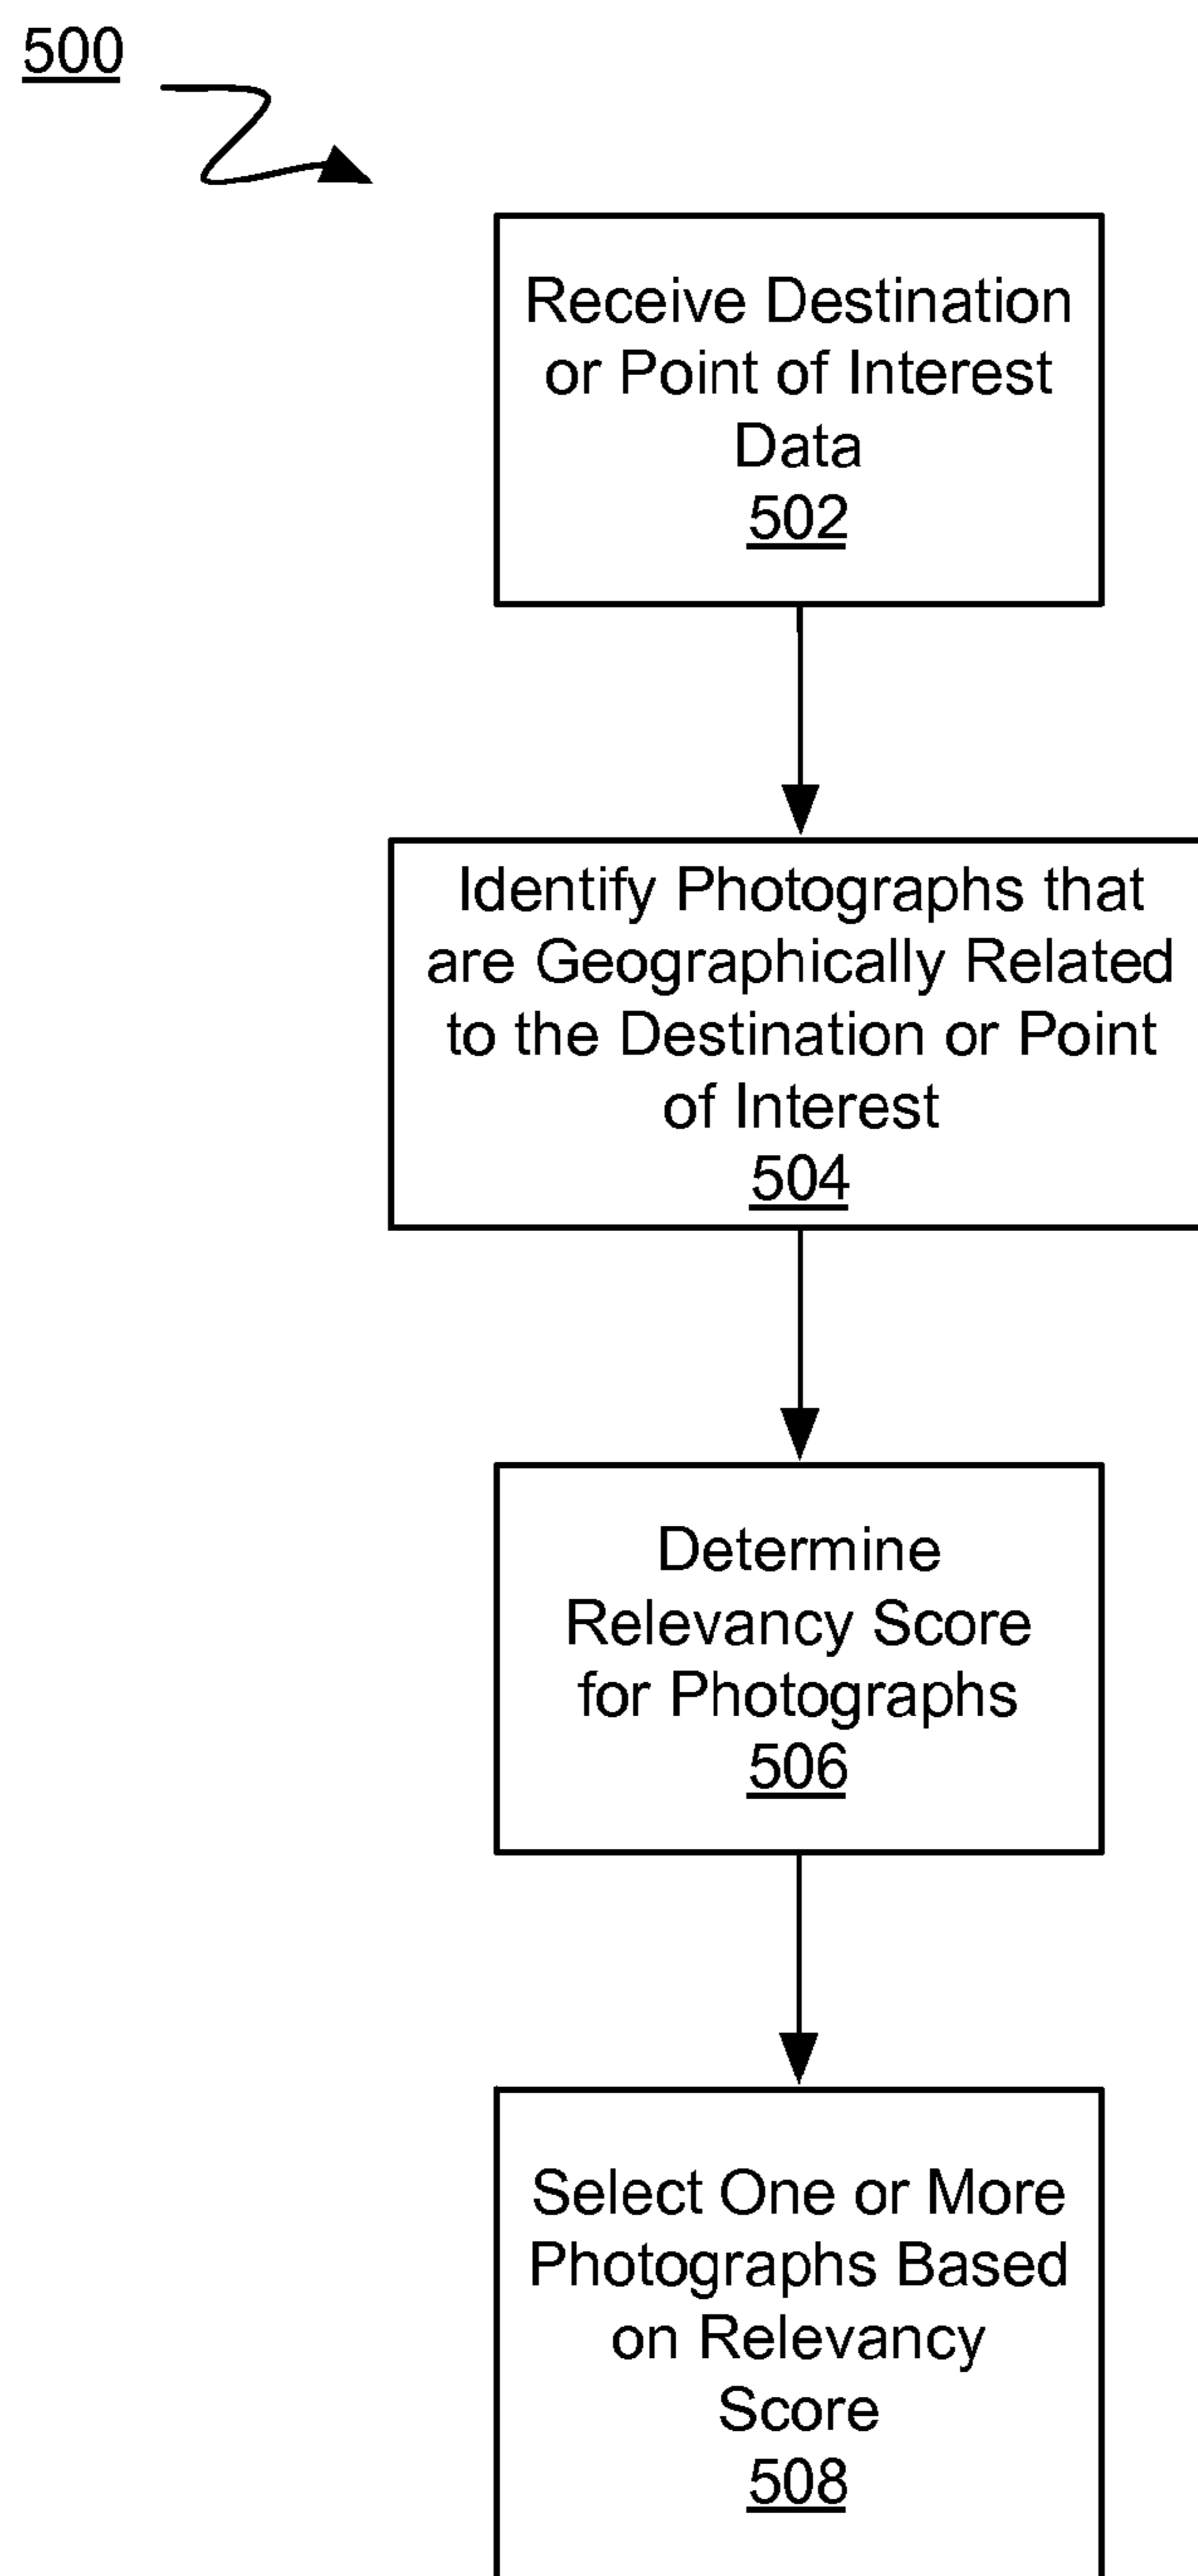 500
Receive Destination
or Point of Interest
Data
502
Identify Photographs that
are Geographically Related
to the Destination or Point
of Interest
504
Determine
Relevancy Score
for Photographs
506
Select One or More
Photographs Based
on Relevancy
Score
508